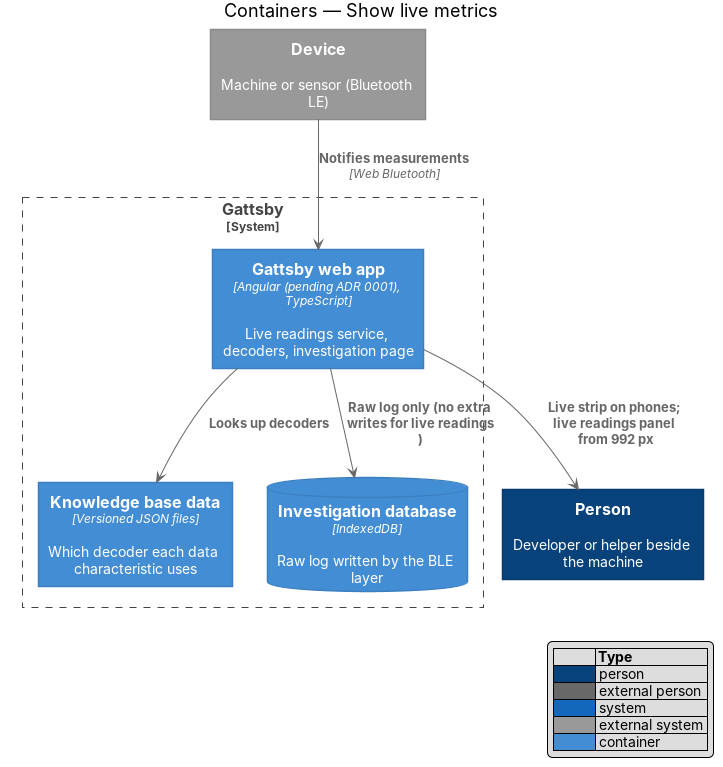 Containers — Show live metrics
Device
Machine or sensor (Bluetooth
LE)
Notifies measurements
[Web Bluetooth]
Gattsby
[System]
Gattsby web app
[Angular (pending ADR 0001),
TypeScript]
Live readings service,
decoders, investigation page
Looks up decoders
Raw log only (no extra
writes for live readings
)
Live strip on phones;
live readings panel
from 992 px
Knowledge base data
[Versioned JSON files]
Which decoder each data
characteristic uses
Investigation database
[IndexedDB]
Raw log written by the BLE
layer
Person
Developer or helper beside
the machine
Type
person
external person
system
external system
container